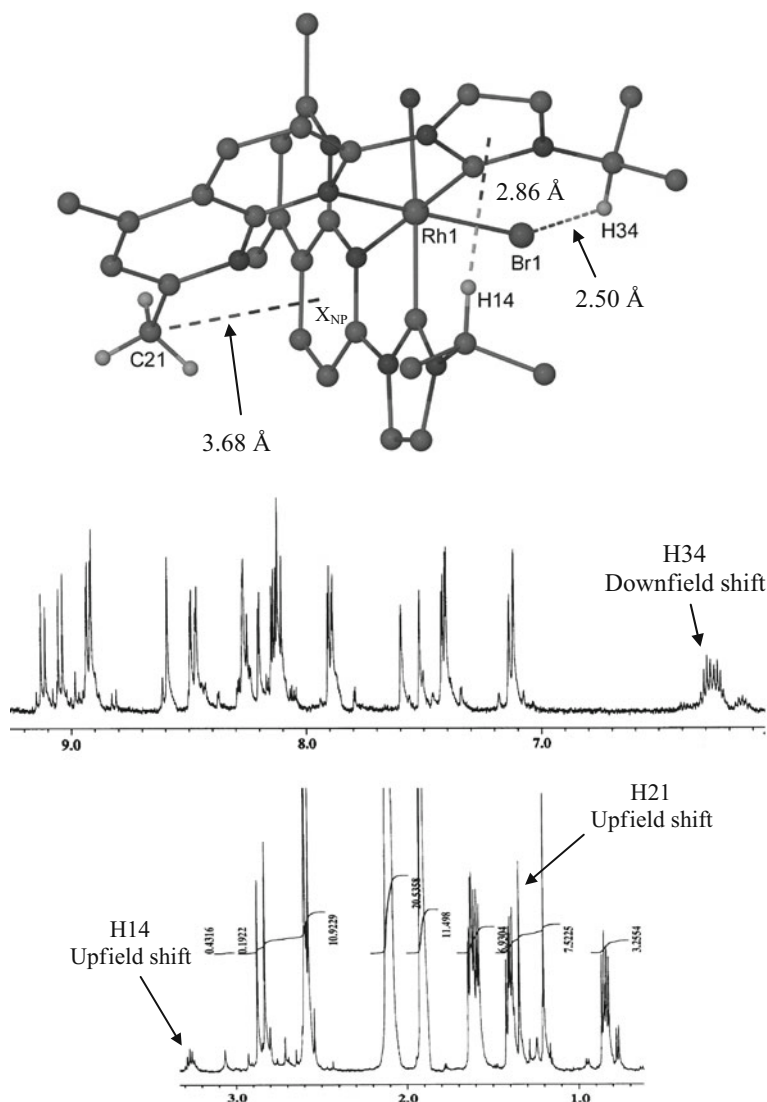 2.86 Å
Rh1
H34
Br1
H14
2.50 Å
X_NP
C21
3.68 Å
H34
Downfield shift
9.0
8.0
7.0
H21
Upfield shift
H14
Upfield shift
0.4316
0.1922
10.9229
20.5358
11.498
6.9304
7.5225
3.2554
3.0
2.0
1.0